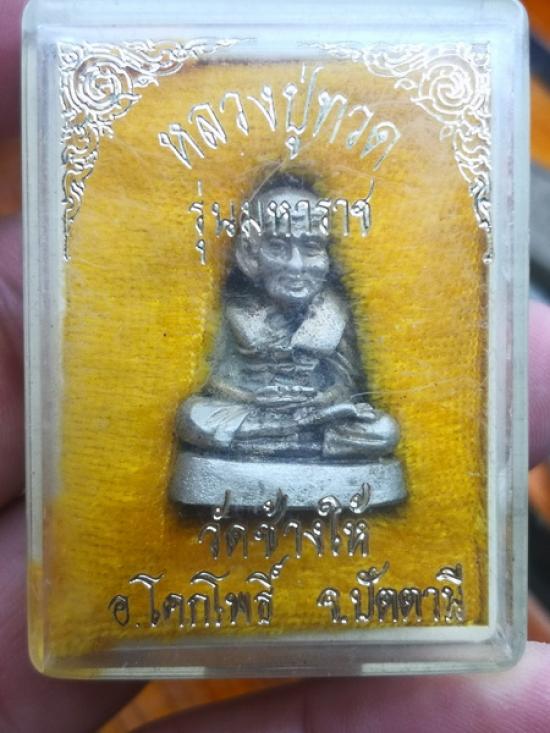 หลวงปู่ทวด
รุ่นมหาราช
วัดช้างให้
อ.โคกโพธิ์ จ.ปัตตานี